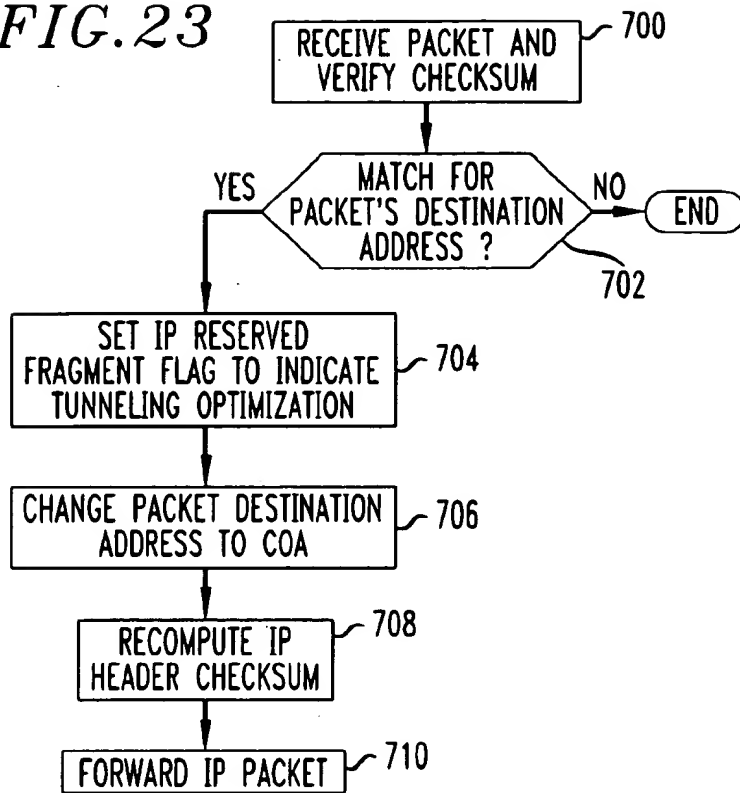 FIG.23
RECEIVE PACKET AND
VERIFY CHECKSUM
700
MATCH FOR
PACKET'S DESTINATION
ADDRESS ?
YES
NO
END
702
SET IP RESERVED
FRAGMENT FLAG TO INDICATE
TUNNELING OPTIMIZATION
704
CHANGE PACKET DESTINATION
ADDRESS TO COA
706
RECOMPUTE IP
HEADER CHECKSUM
708
FORWARD IP PACKET
710